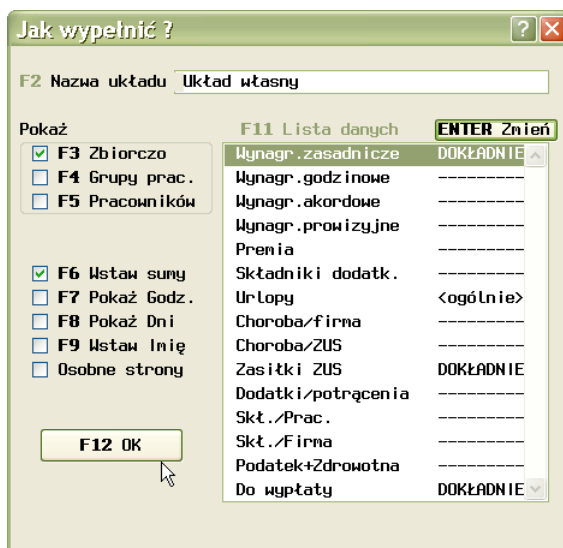 Jak wypełnić ?
F2 Nazwa układu Układ własny
Pokaż
F3 Zbiorczo
F4 Grupy prac.
F5 Pracowników
F6 Wstaw sumy
F7 Pokaż Godz.
F8 Pokaż Dni
F9 Wstaw Imię
Osobne strony
F12 OK
F11 Lista danych ENTER Zmień
Wynagr.zasadnicze DOKŁADNIE
Wynagr.godzinowe --------
Wynagr.akordowe --------
Wynagr.prowizyjne --------
Premia --------
Składniki dodatk. --------
Urlopy <ogólnie>
Choroba/firma --------
Choroba/ZUS --------
Zasiłki ZUS DOKŁADNIE
Dodatki/potrącenia --------
Skł./Prac. --------
Skł./Firma --------
Podatek+Zdrowotna --------
Do wypłaty DOKŁADNIE